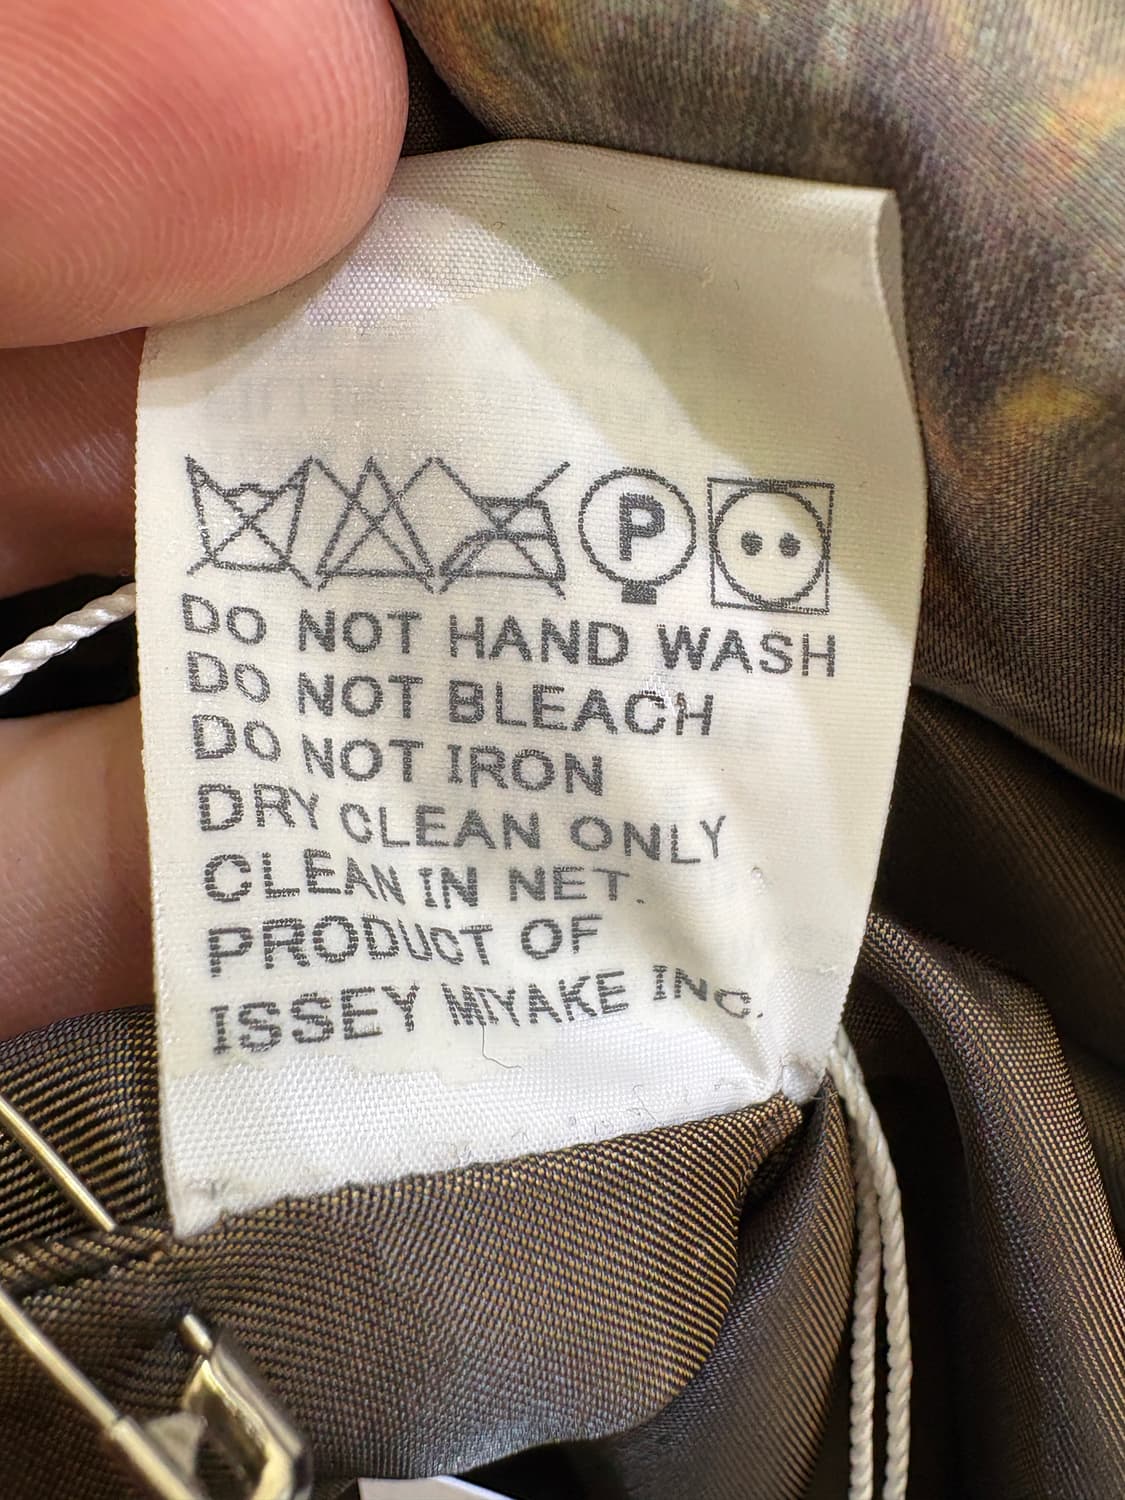 P
DO NOT HAND WASH
DO NOT BLEACH
DO NOT IRON
DRY CLEAN ONLY
CLEAN IN NET.
PRODUCT OF
ISSEY MIYAKE INC.